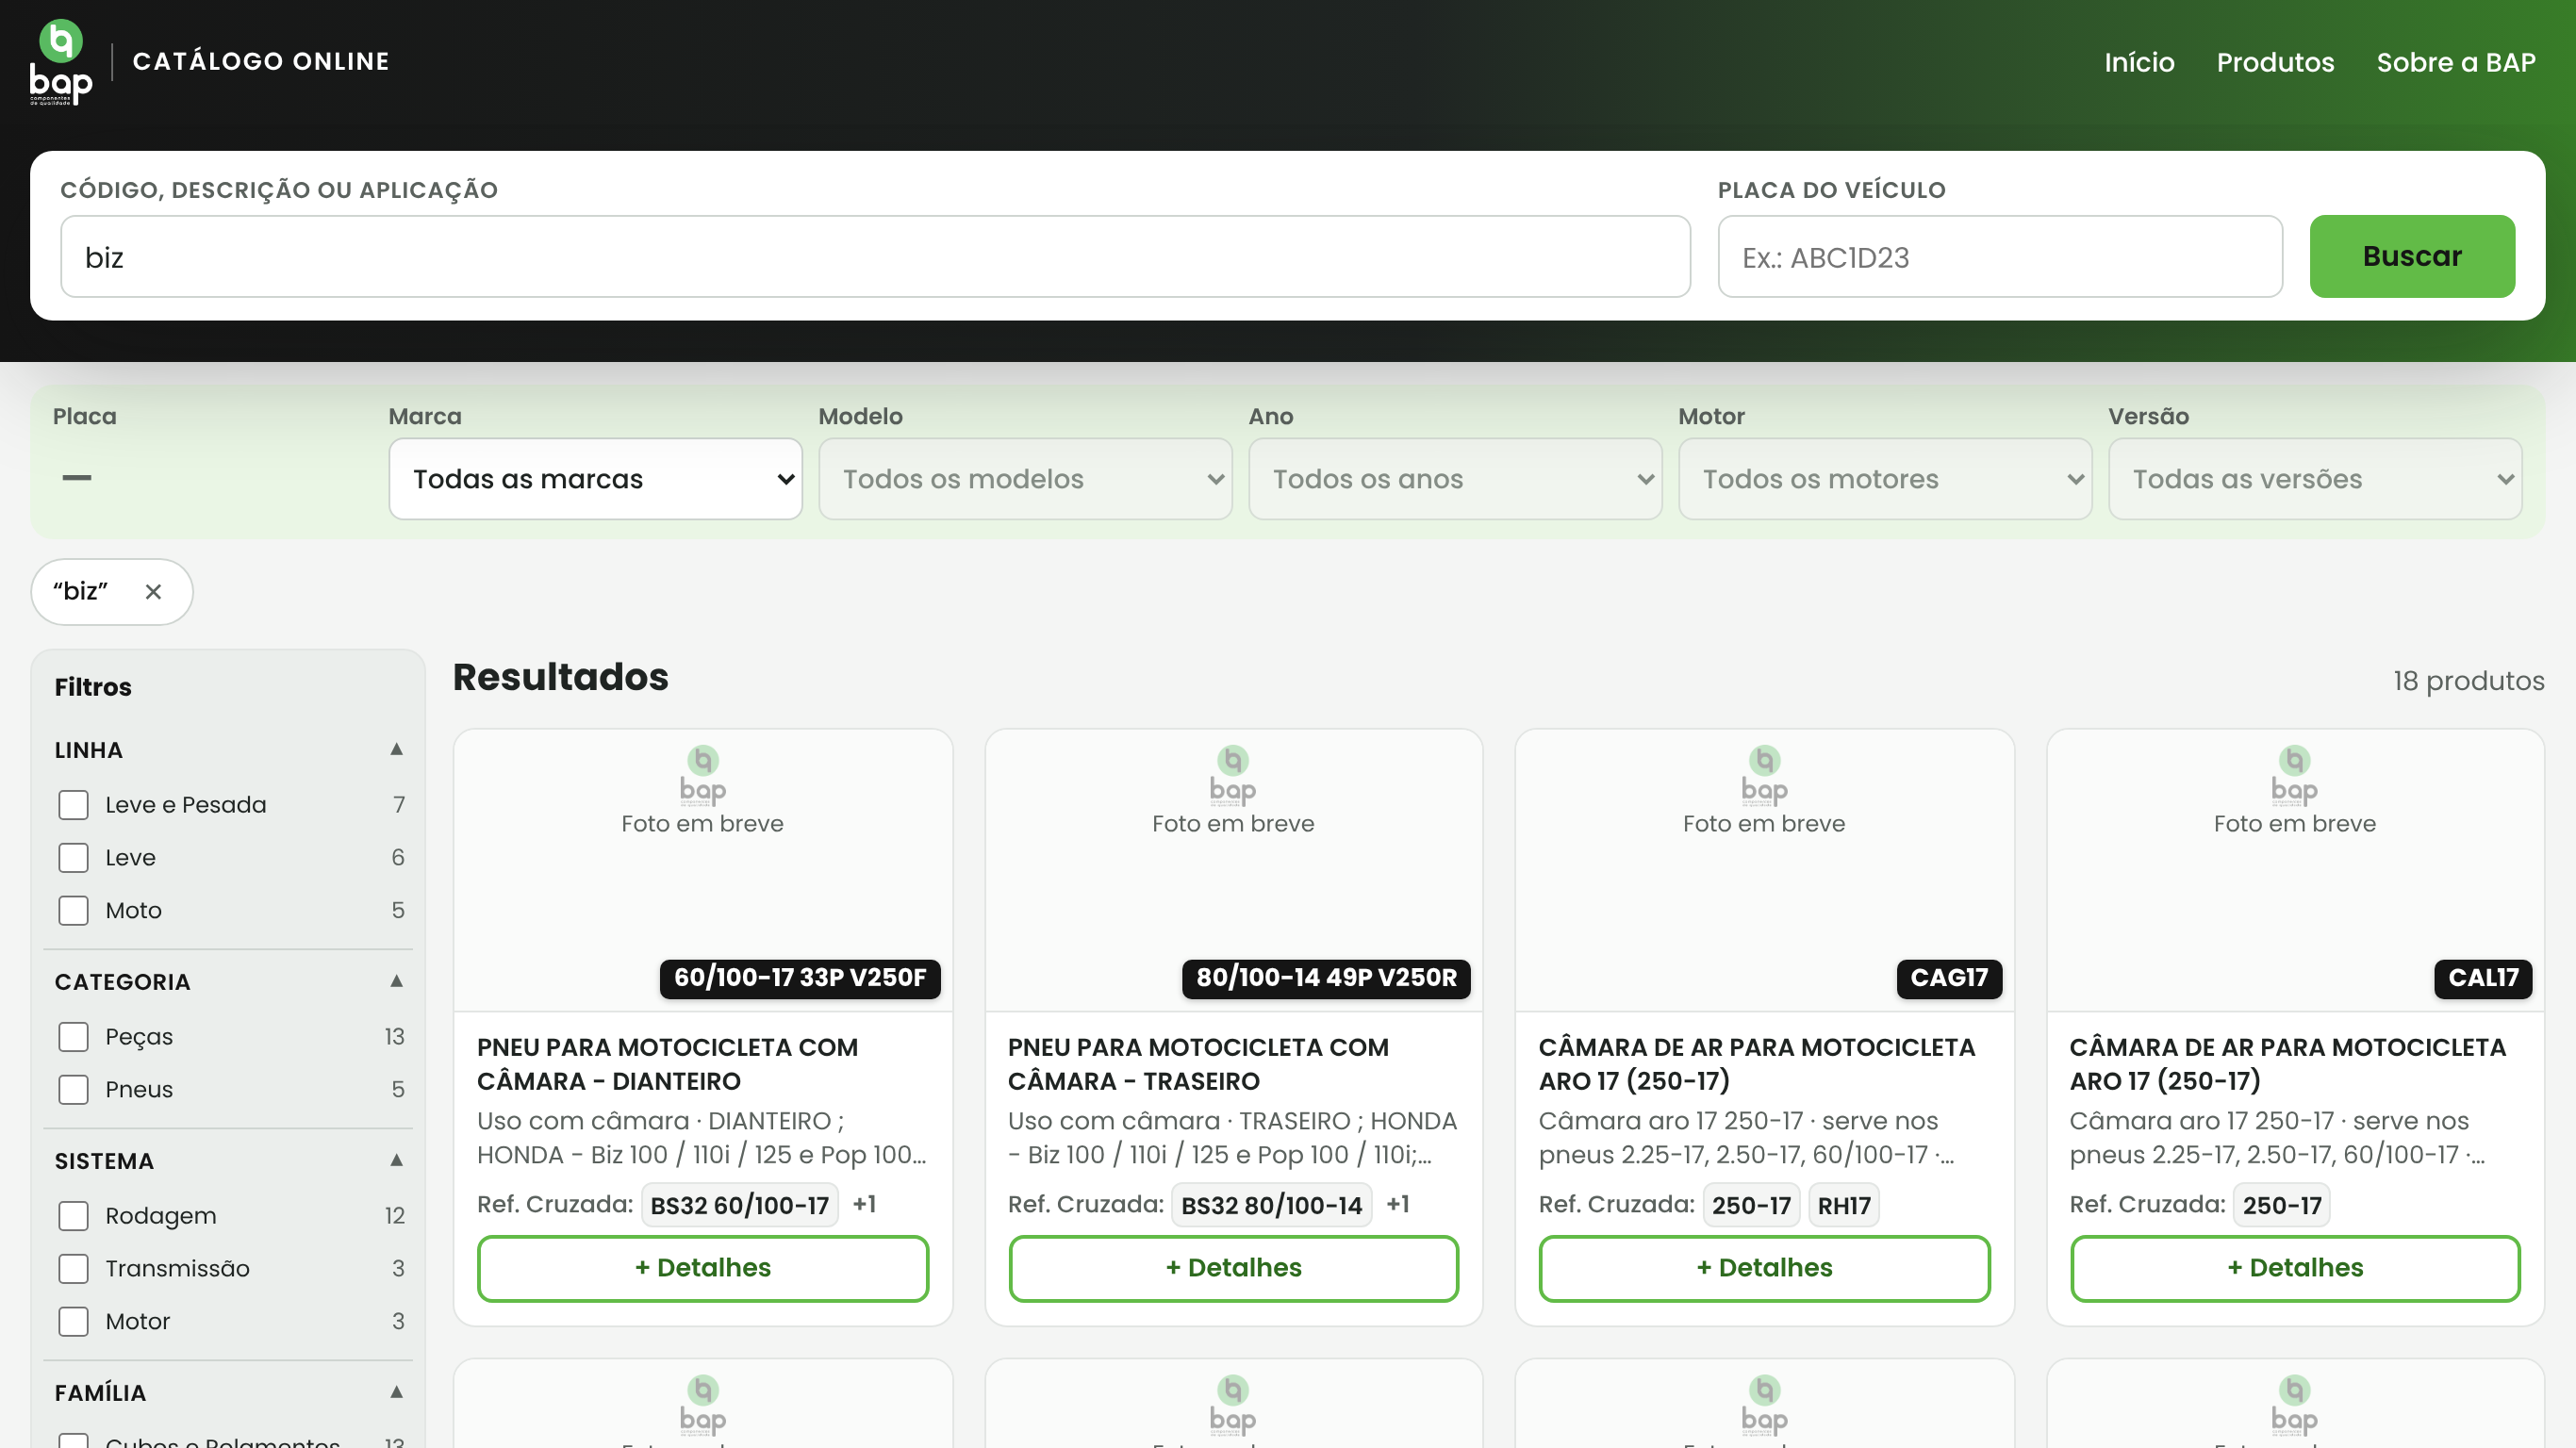 bap
componentes
de qualidade
CATÁLOGO ONLINE
Início
Produtos
Sobre a BAP
CÓDIGO, DESCRIÇÃO OU APLICAÇÃO
biz
PLACA DO VEÍCULO
Ex.: ABC1D23
Buscar
Placa
—
Marca
Todas as marcas
Modelo
Todos os modelos
Ano
Todos os anos
Motor
Todos os motores
Versão
Todas as versões
“biz” ×
Filtros
LINHA ▲
Leve e Pesada 7
Leve 6
Moto 5
CATEGORIA ▲
Peças 13
Pneus 5
SISTEMA ▲
Rodagem 12
Transmissão 3
Motor 3
FAMÍLIA ▲
Cubos e Rolamentos 13
Resultados
18 produtos
bap
Foto em breve
60/100-17 33P V250F
PNEU PARA MOTOCICLETA COM
CÂMARA - DIANTEIRO
Uso com câmara · DIANTEIRO ;
HONDA - Biz 100 / 110i / 125 e Pop 100...
Ref. Cruzada: BS32 60/100-17 +1
+ Detalhes
bap
Foto em breve
80/100-14 49P V250R
PNEU PARA MOTOCICLETA COM
CÂMARA - TRASEIRO
Uso com câmara · TRASEIRO ; HONDA
- Biz 100 / 110i / 125 e Pop 100 / 110i;...
Ref. Cruzada: BS32 80/100-14 +1
+ Detalhes
bap
Foto em breve
CAG17
CÂMARA DE AR PARA MOTOCICLETA
ARO 17 (250-17)
Câmara aro 17 250-17 · serve nos
pneus 2.25-17, 2.50-17, 60/100-17 ·...
Ref. Cruzada: 250-17 RH17
+ Detalhes
bap
Foto em breve
CAL17
CÂMARA DE AR PARA MOTOCICLETA
ARO 17 (250-17)
Câmara aro 17 250-17 · serve nos
pneus 2.25-17, 2.50-17, 60/100-17 ·...
Ref. Cruzada: 250-17
+ Detalhes
bap
bap
bap
bap